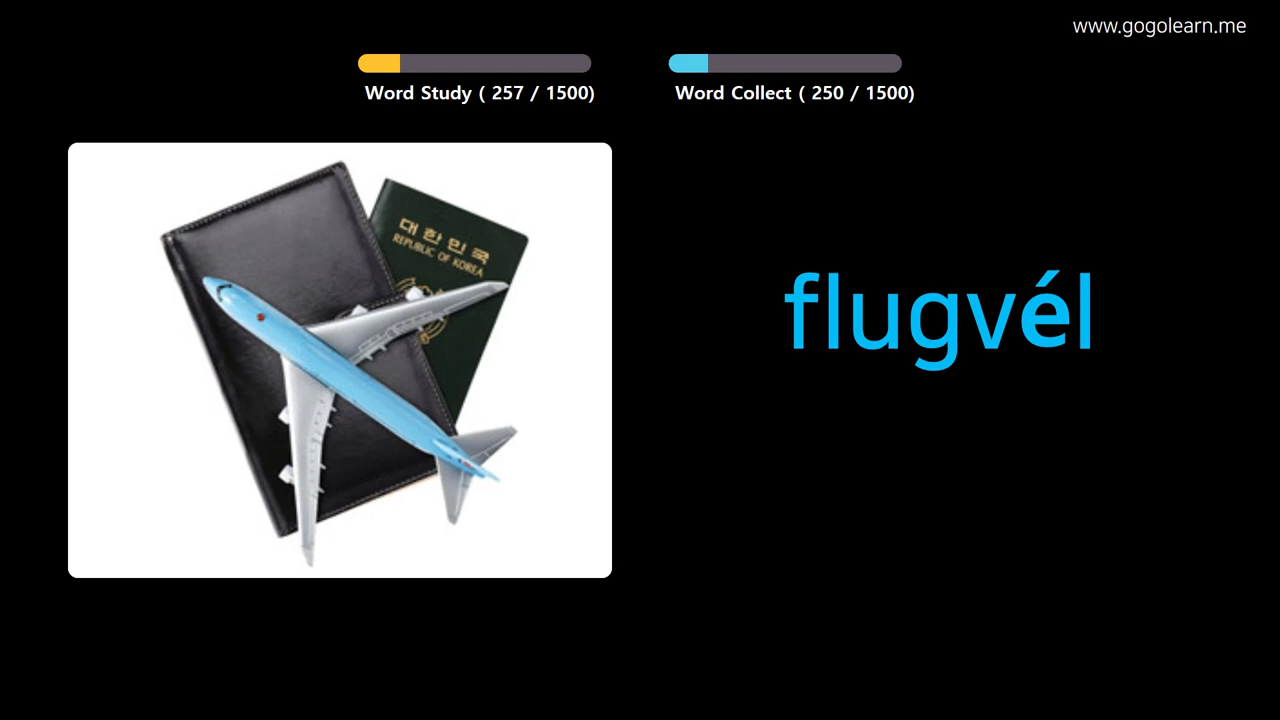 www.gogolearn.me
Word Study ( 257 / 1500)
Word Collect ( 250 / 1500)
대한민국
REPUBLIC OF KOREA
flugvél